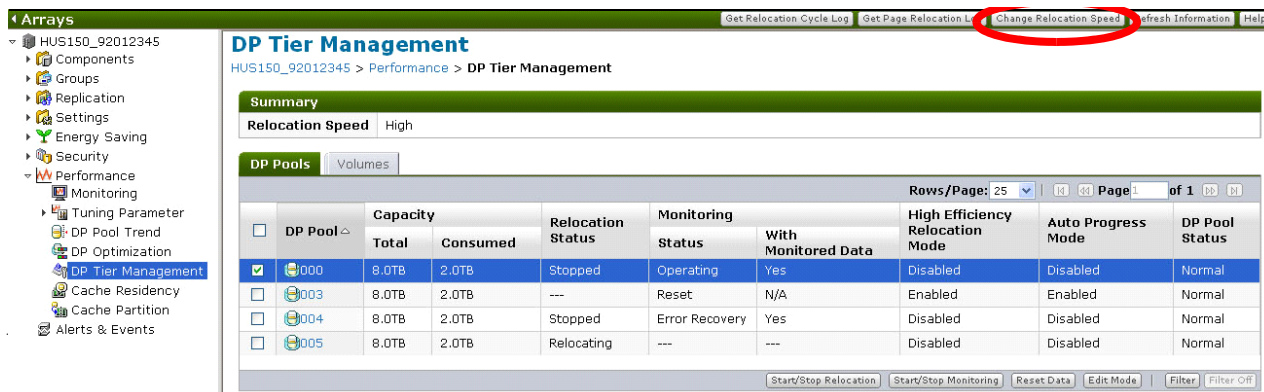 Arrays
Get Relocation Cycle Log Get Page Relocation Change Relocation Speed Refresh Information Help
HUS150_92012345
Components
Groups
Replication
Settings
Energy Saving
Security
Performance
Monitoring
Tuning Parameter
DP Pool Trend
DP Optimization
DP Tier Management
Cache Residency
Cache Partition
Alerts & Events
DP Tier Management
HUS150_92012345 > Performance > DP Tier Management
Summary
Relocation Speed High
DP Pools Volumes
Rows/Page: 25 Page 1 of 1
DP Pool Capacity Relocation Status Monitoring High Efficiency Relocation Mode Auto Progress Mode DP Pool Status
Total Consumed Status With Monitored Data
000 8.0TB 2.0TB Stopped Operating Yes Disabled Disabled Normal
003 8.0TB 2.0TB --- Reset N/A Enabled Enabled Normal
004 8.0TB 2.0TB Stopped Error Recovery Yes Disabled Disabled Normal
005 8.0TB 2.0TB Relocating --- --- Disabled Disabled Normal
Start/Stop Relocation Start/Stop Monitoring Reset Data Edit Mode | Filter Filter Off